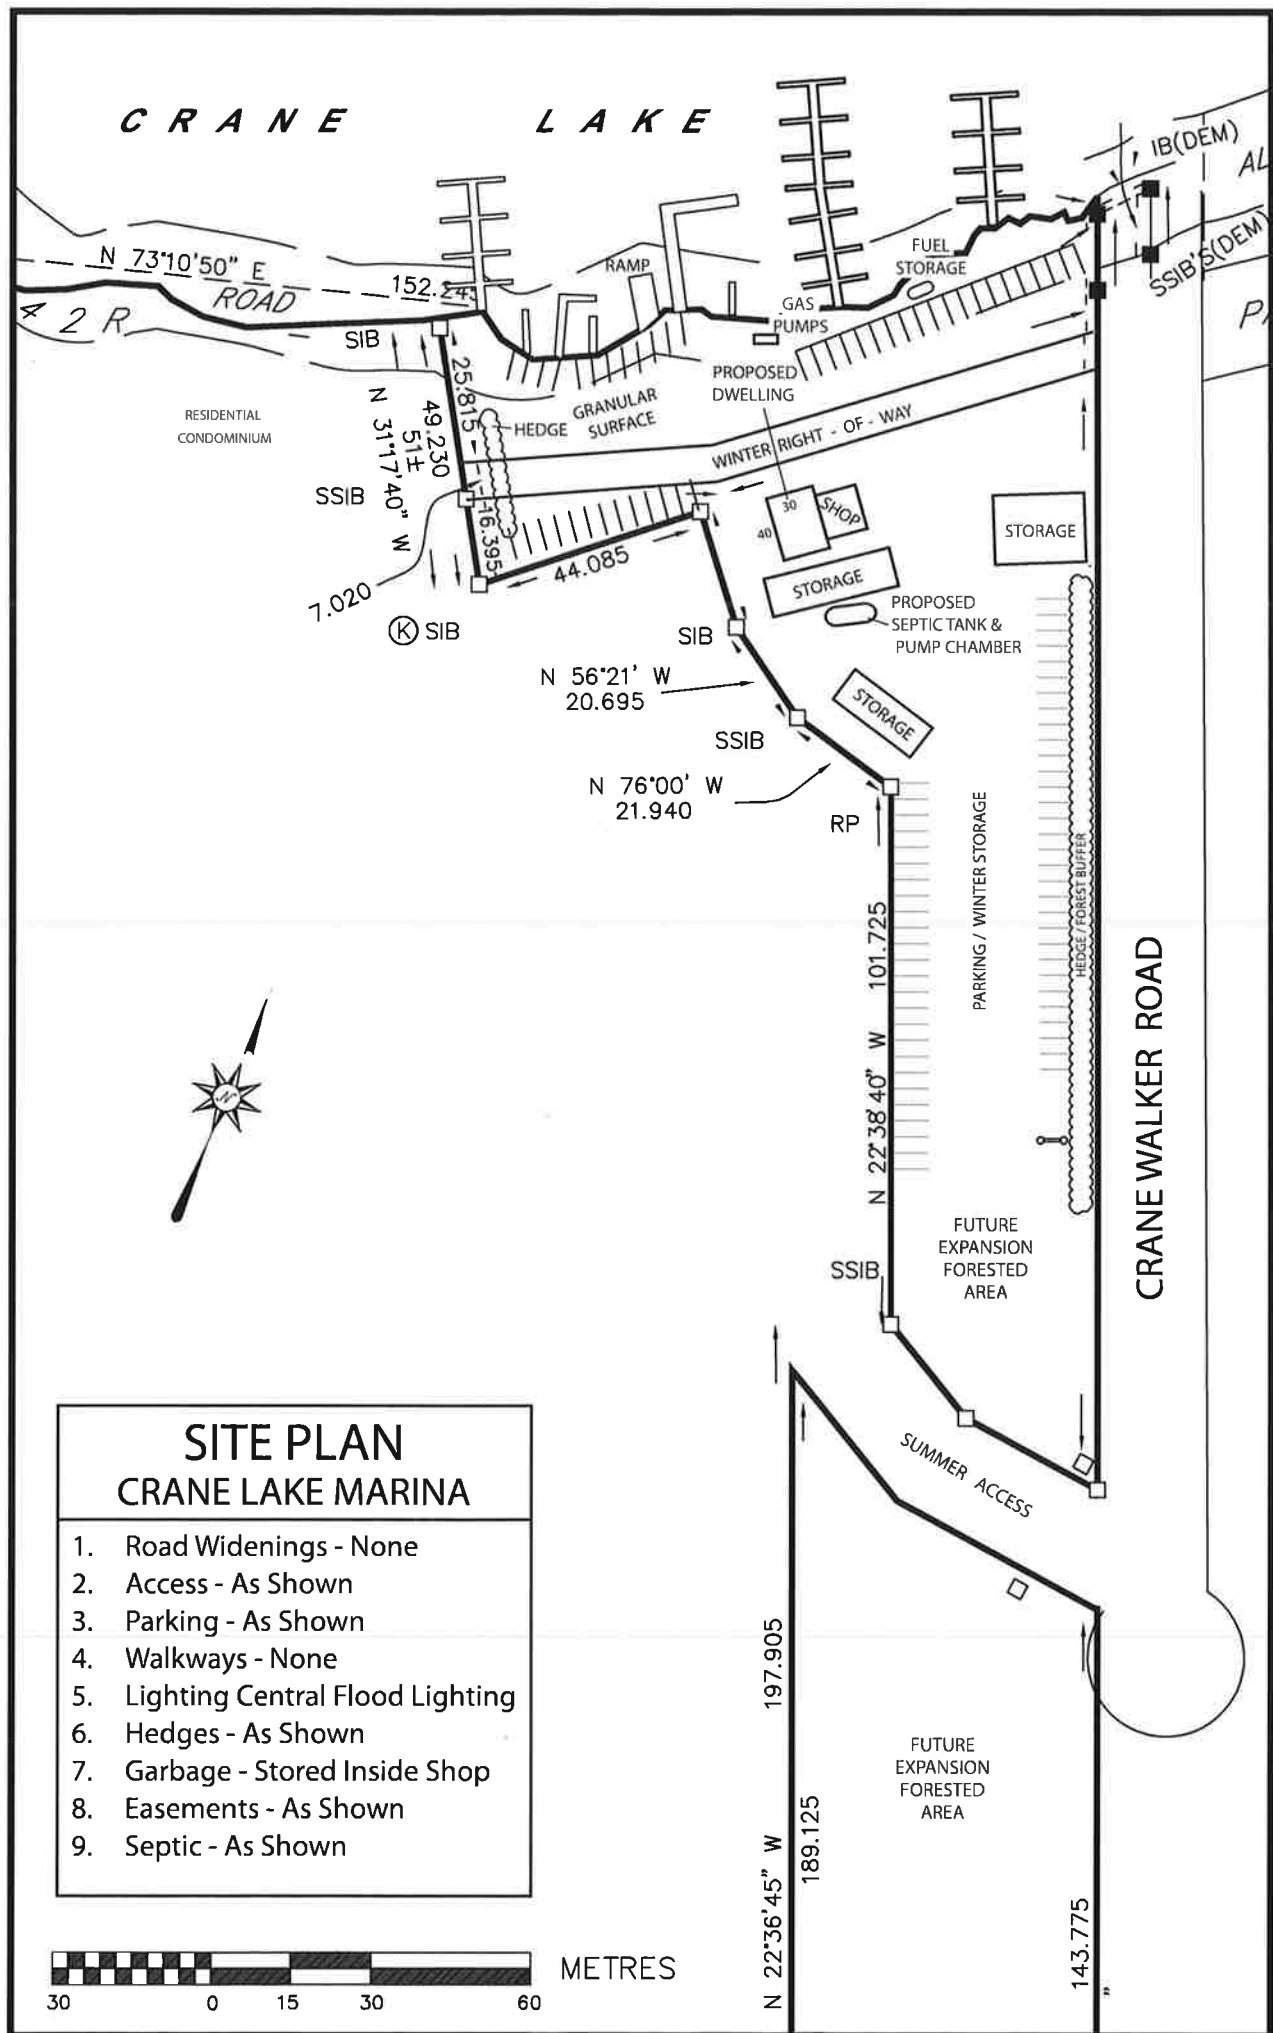 CRANE LAKE
IB(DEM)
AL
SSIB'S(DEM)
N 73°10'50" E
152.245
ROAD
4 2 R
P
RAMP
FUEL
STORAGE
GAS
PUMPS
SIB
RESIDENTIAL
CONDOMINIUM
25.815
49.230
51±
N 31°17'40" W
HEDGE
GRANULAR
SURFACE
PROPOSED
DWELLING
WINTER RIGHT - OF - WAY
SSIB
16.395
7.020
K SIB
44.085
30
40
SHOP
STORAGE
STORAGE
PROPOSED
SEPTIC TANK &
PUMP CHAMBER
SIB
N 56°21' W
20.695
SSIB
STORAGE
N 76°00' W
21.940
RP
N 22°38'40" W 101.725
PARKING / WINTER STORAGE
HEDGE / FOREST BUFFER
CRANE WALKER ROAD
N
FUTURE
EXPANSION
FORESTED
AREA
SSIB
SUMMER ACCESS
SITE PLAN
CRANE LAKE MARINA
1. Road Widenings - None
2. Access - As Shown
3. Parking - As Shown
4. Walkways - None
5. Lighting Central Flood Lighting
6. Hedges - As Shown
7. Garbage - Stored Inside Shop
8. Easements - As Shown
9. Septic - As Shown
N 22°36'45" W 197.905
189.125
FUTURE
EXPANSION
FORESTED
AREA
143.775
METRES
30 0 15 30 60